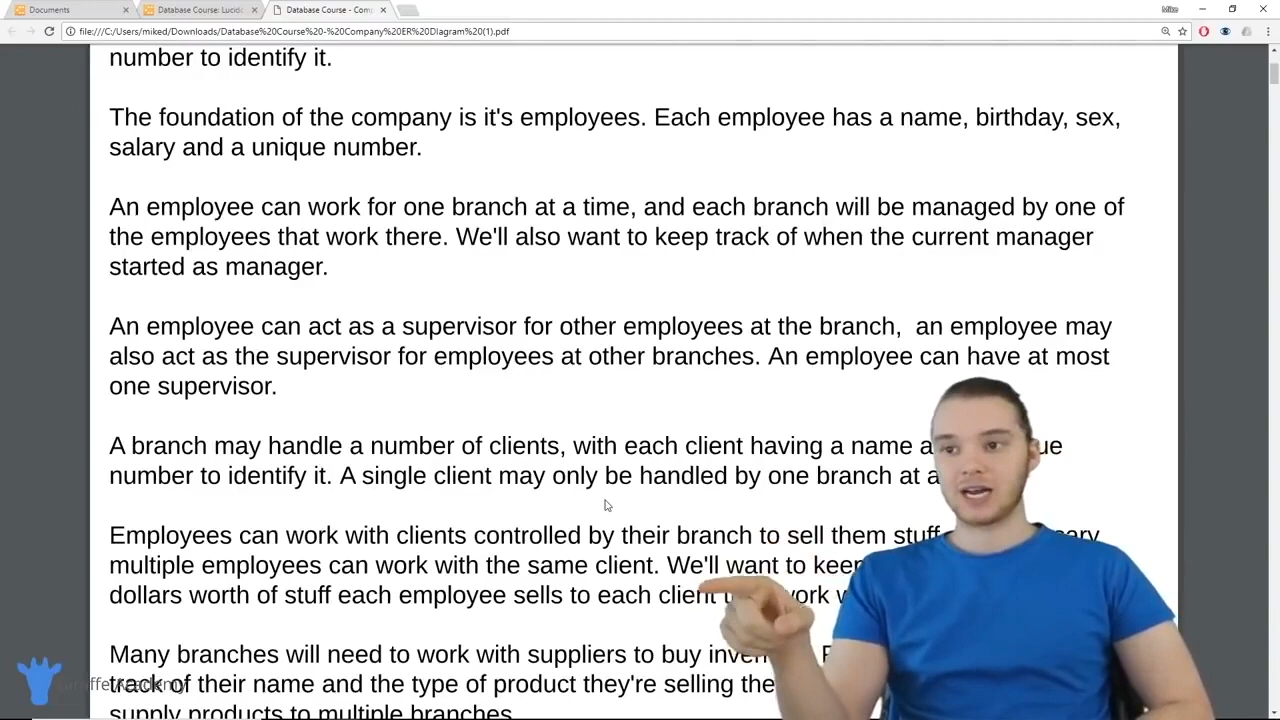 Documents
Database Course: Lucid
Database Course - Comp
Mike
file:///C:/Users/miked/Downloads/Database%20Course%20-%20Company%20ER%20DIagram%20(1).pdf
number to identify it.
The foundation of the company is it's employees. Each employee has a name, birthday, sex,
salary and a unique number.
An employee can work for one branch at a time, and each branch will be managed by one of
the employees that work there. We'll also want to keep track of when the current manager
started as manager.
An employee can act as a supervisor for other employees at the branch, an employee may
also act as the supervisor for employees at other branches. An employee can have at most
one supervisor.
A branch may handle a number of clients, with each client having a name
number to identify it. A single client may only be handled by one branch at a
Employees can work with clients controlled by their branch to sell them stuff
multiple employees can work with the same client. We'll want to keep
dollars worth of stuff each employee sells to each client
Many branches will need to work with suppliers to buy
track of their name and the type of product they're selling the
supply products to multiple branches.
Academy